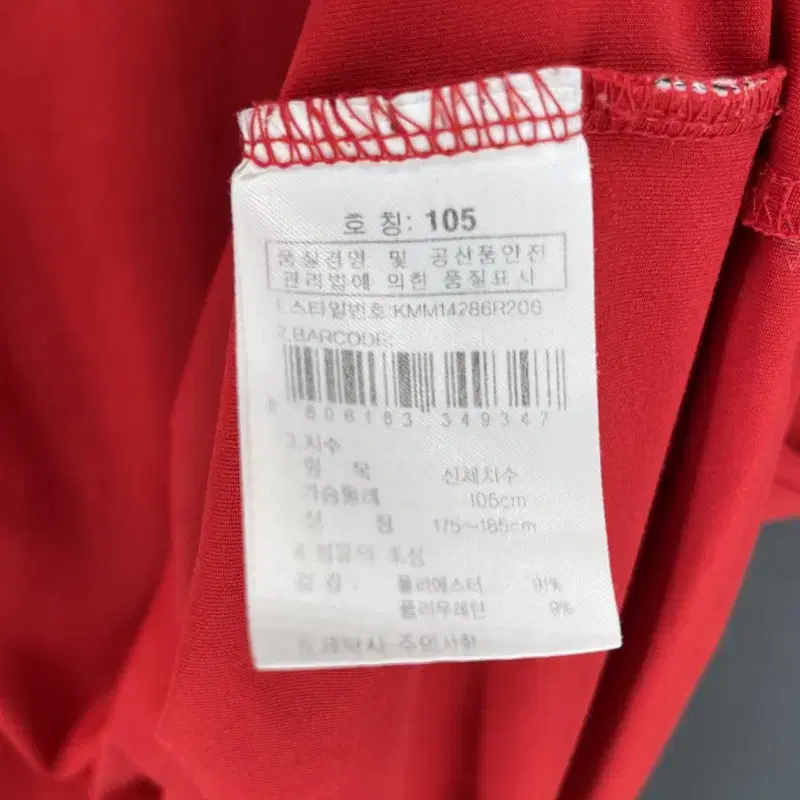 호 칭: 105
품질경영 및 공산품안전
관리법에 의한 품질표시
1.스타일번호:KMM14286R206
2.BARCODE:
8 806183 349347
3.치수
항 목 신체치수
가슴둘레 105cm
신 장 175~185cm
4.섬유의 조성
겉 감 : 폴리에스터 91%
폴리우레탄 9%
5.세탁시 주의사항